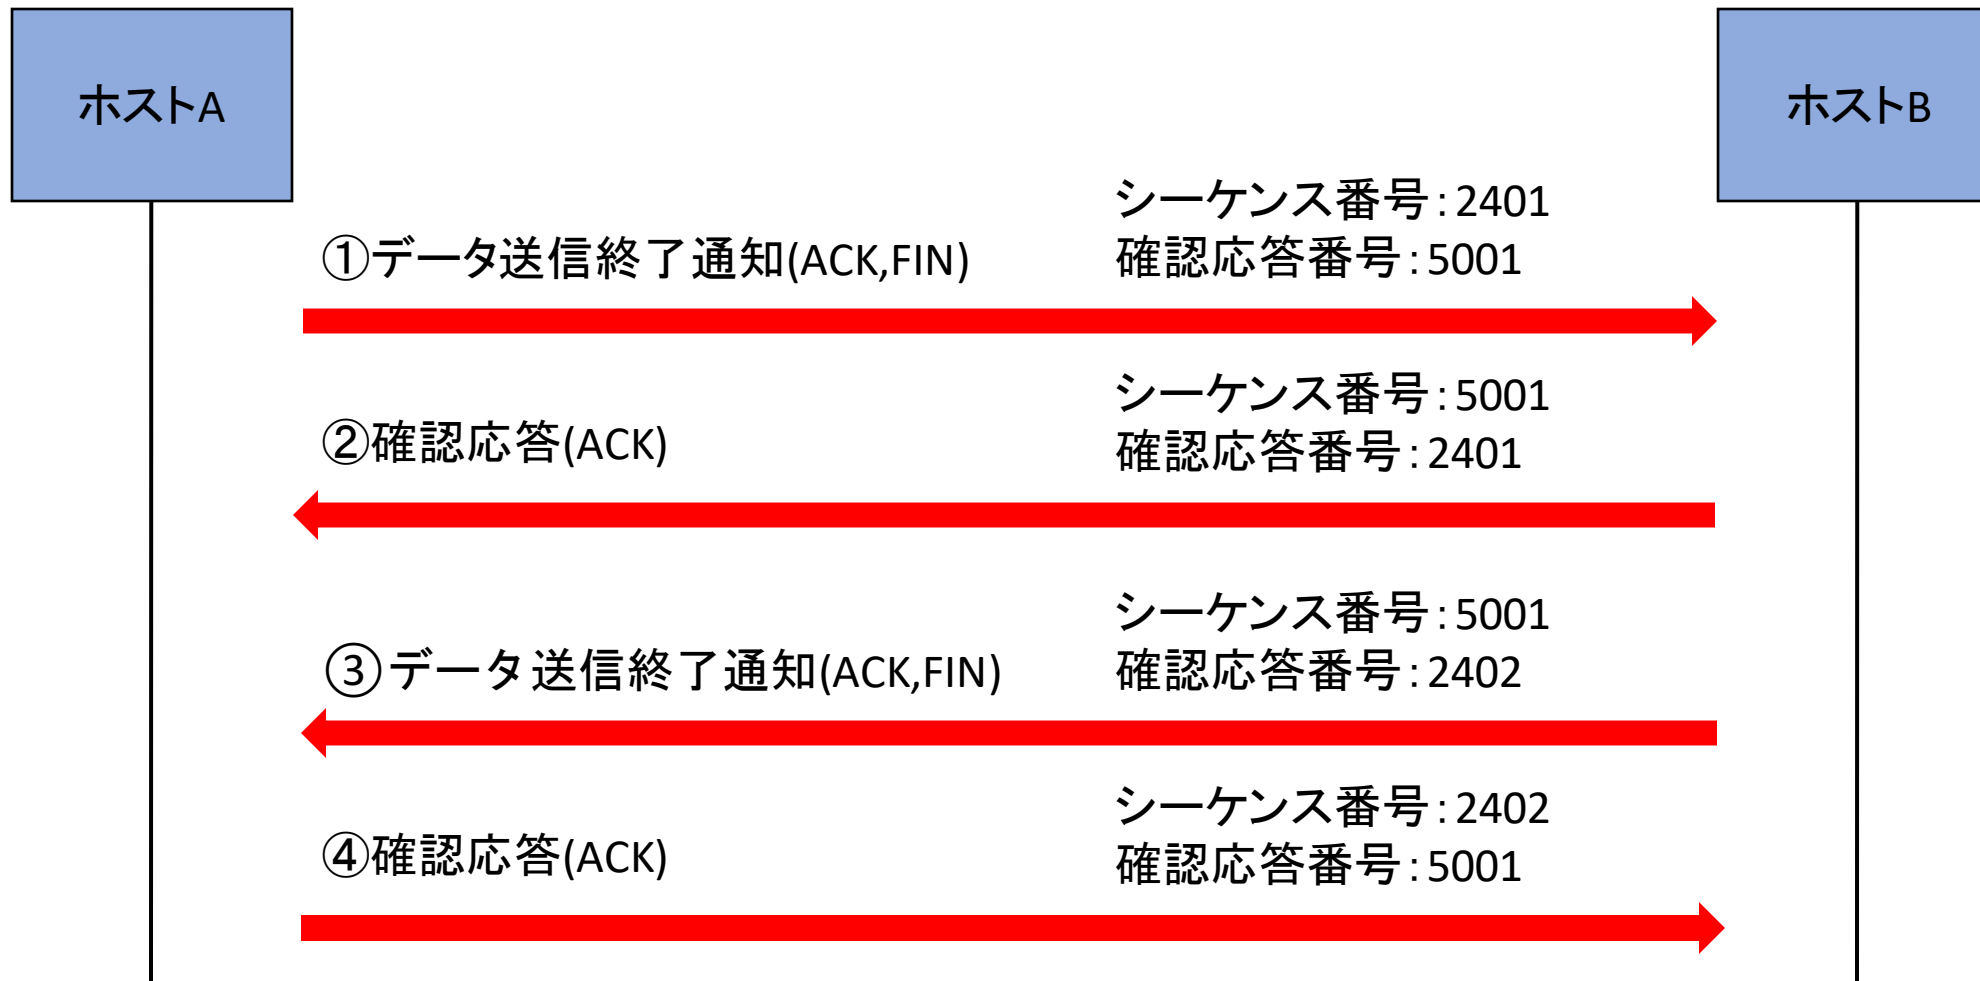 ホストA
ホストB
①データ送信終了通知(ACK,FIN)
シーケンス番号:2401
確認応答番号:5001
②確認応答(ACK)
シーケンス番号:5001
確認応答番号:2401
③データ送信終了通知(ACK,FIN)
シーケンス番号:5001
確認応答番号:2402
④確認応答(ACK)
シーケンス番号:2402
確認応答番号:5001